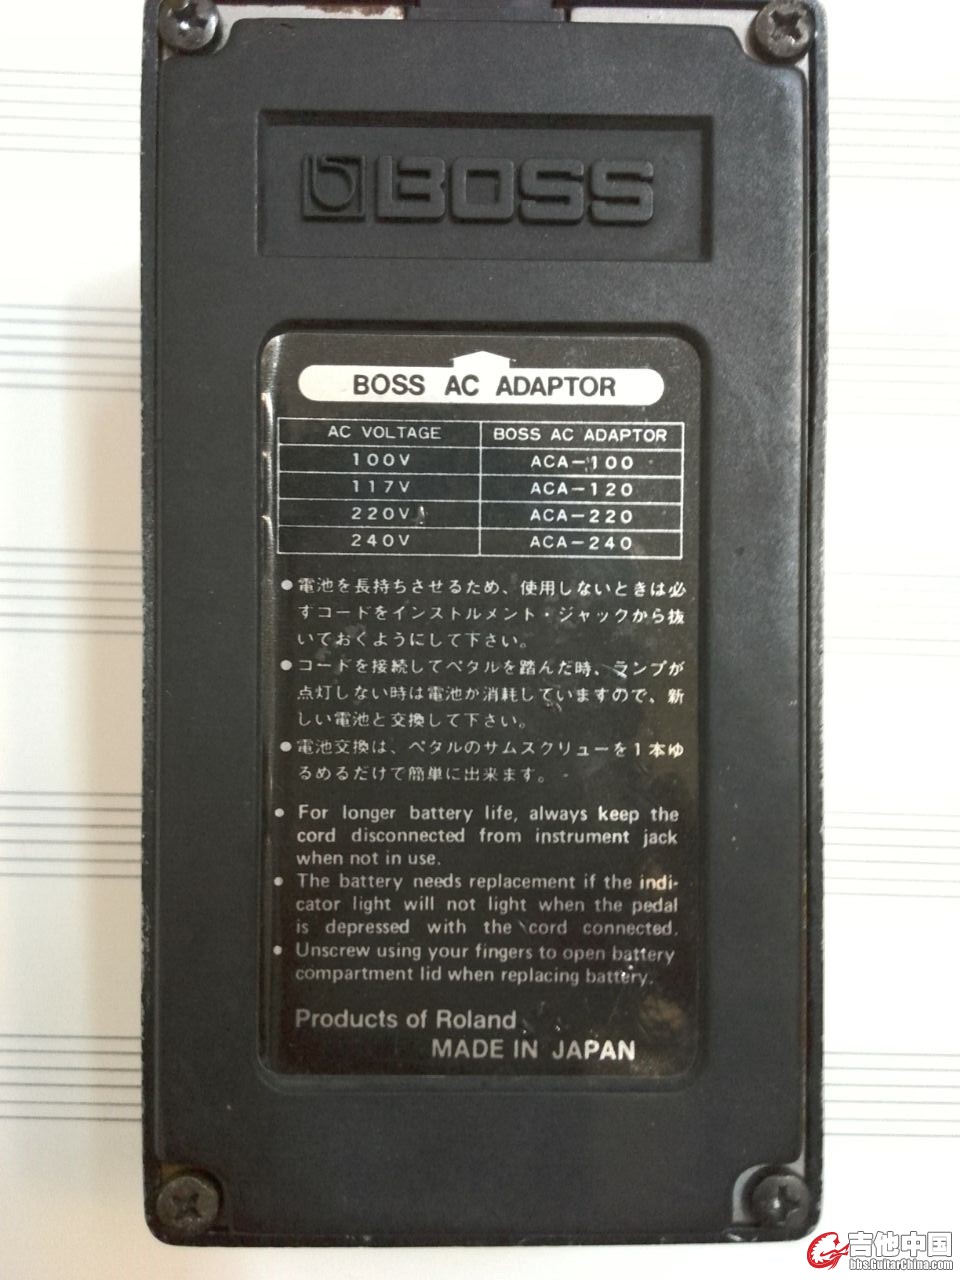 BOSS
BOSS AC ADAPTOR
AC VOLTAGE BOSS AC ADAPTOR
100V ACA-100
117V ACA-120
220V ACA-220
240V ACA-240
●電池を長持ちさせるため、使用しないときは必
すコードをインストルメント・ジャックから抜
いておくようにして下さい。
●コードを接続してペタルを踏んだ時、ランプが
点灯しない時は電池か消耗していますので、新
しい電池と交換して下さい。
●電池交換は、ペタルのサムスクリューを1本ゆ
るめるだけで簡単に出来ます。
● For longer battery life, always keep the
cord disconnected from instrument jack
when not in use.
● The battery needs replacement if the indi-
cator light will not light when the pedal
is depressed with the cord connected.
● Unscrew using your fingers to open battery
compartment lid when replacing battery.
Products of Roland
MADE IN JAPAN
吉他中国
bbs.GuitarChina.com